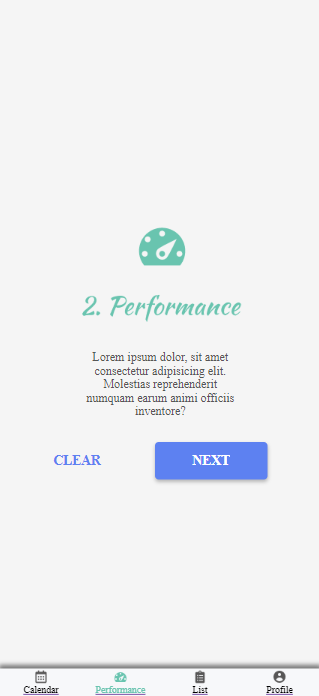 2. Performance
Lorem ipsum dolor, sit amet
consectetur adipisicing elit.
Molestias reprehenderit
numquam earum animi officiis
inventore?
CLEAR NEXT
Calendar Performance List Profile